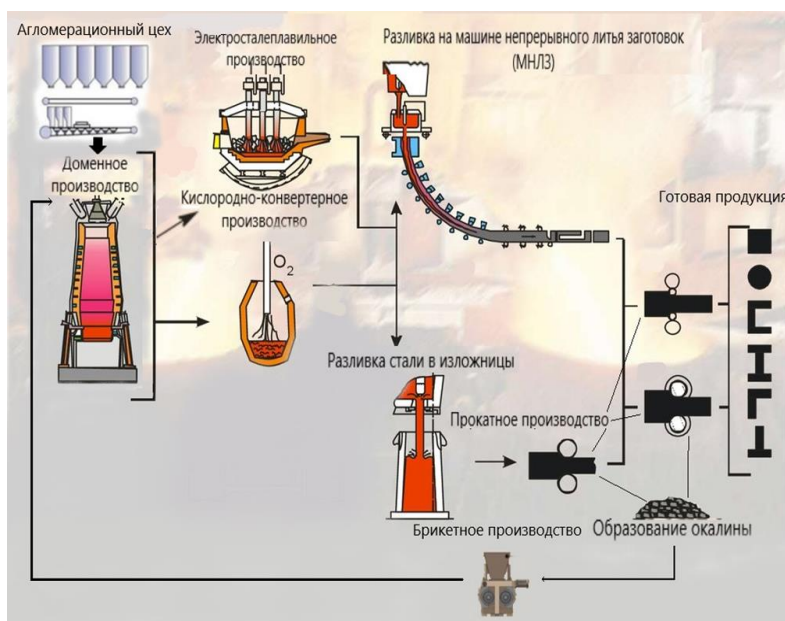 Агломерационный цех
Электросталеплавильное
производство
Разливка на машине непрерывного литья заготовок
(МНЛЗ)
Доменное
производство
Кислородно-конвертерное
производство
Готовая продукция
O2
Разливка стали в изложницы
Прокатное производство
Брикетное производство
Образование окалины